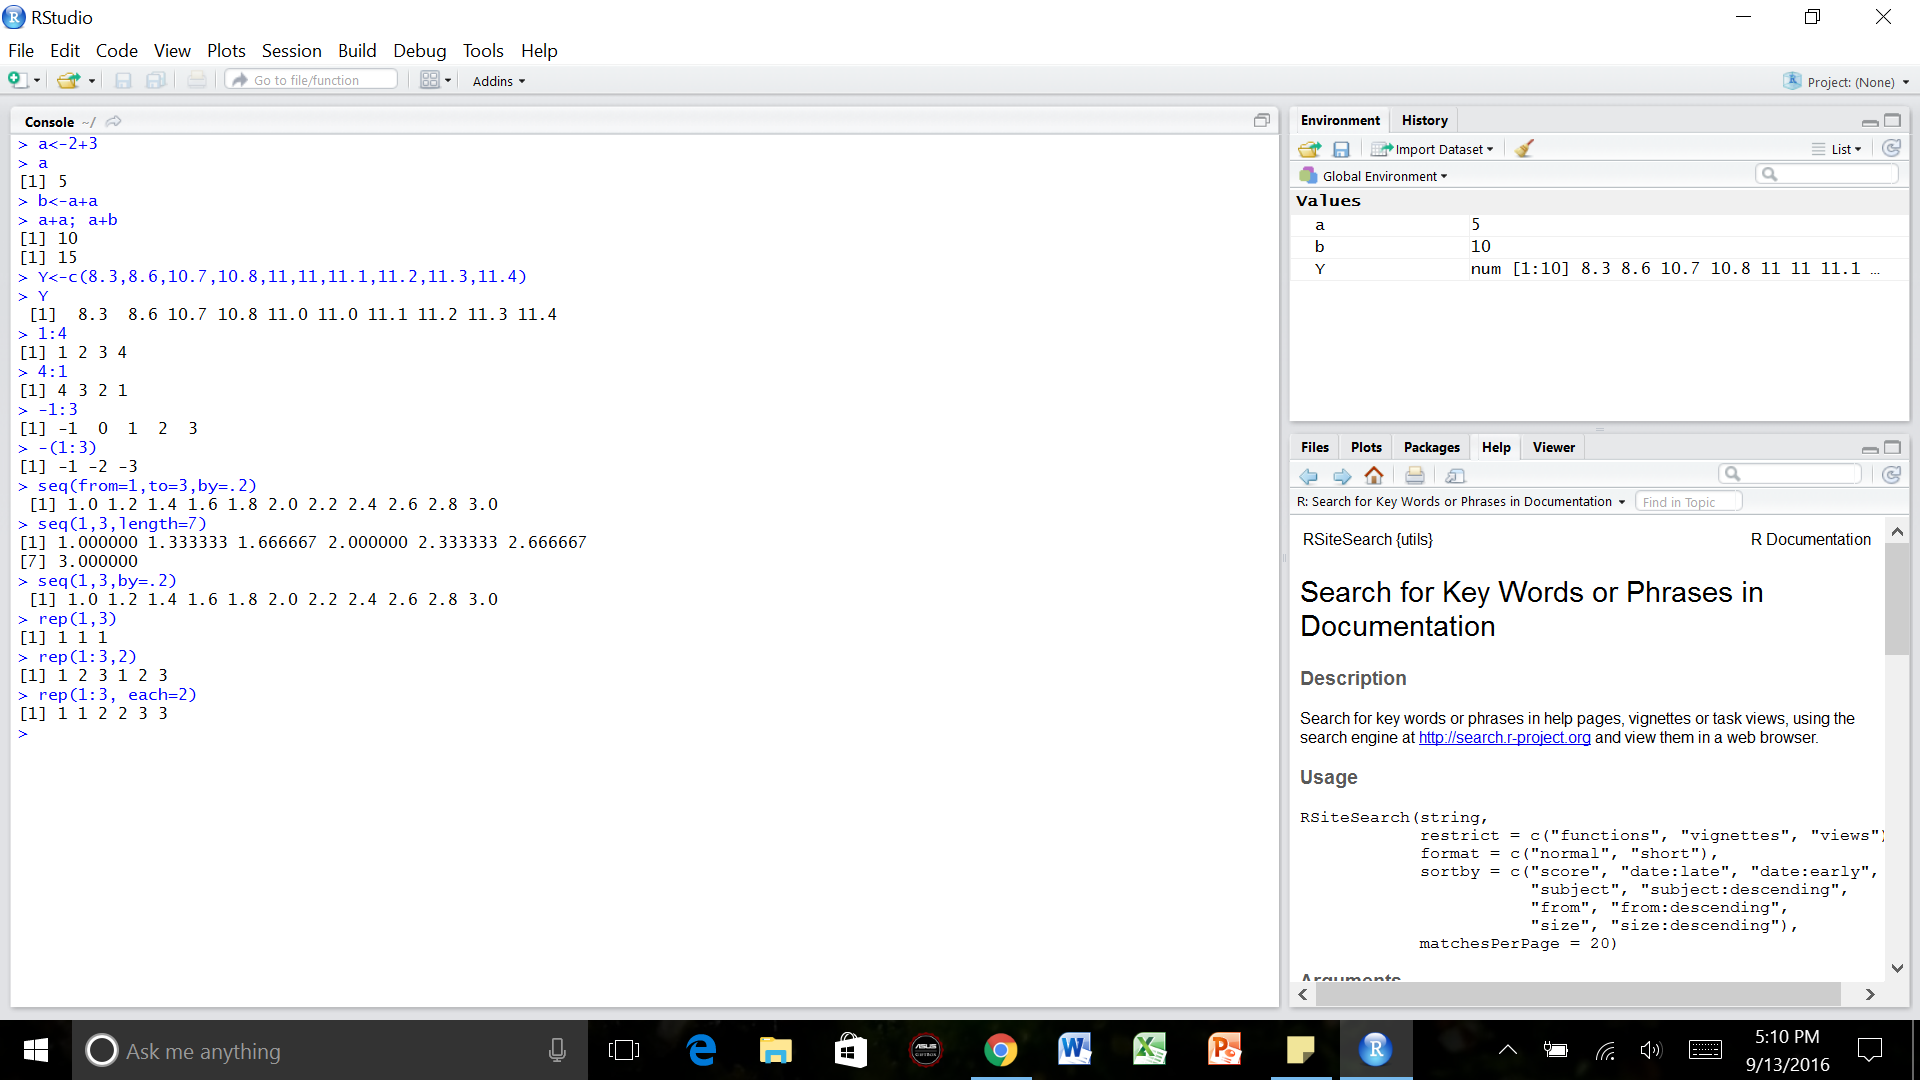 RStudio
File Edit Code View Plots Session Build Debug Tools Help
Go to file/function Addins Project: (None)
Console ~/
> a<-2+3
> a
[1] 5
> b<-a+a
> a+a; a+b
[1] 10
[1] 15
> Y<-c(8.3,8.6,10.7,10.8,11,11,11.1,11.2,11.3,11.4)
> Y
 [1]  8.3  8.6 10.7 10.8 11.0 11.0 11.1 11.2 11.3 11.4
> 1:4
[1] 1 2 3 4
> 4:1
[1] 4 3 2 1
> -1:3
[1] -1  0  1  2  3
> -(1:3)
[1] -1 -2 -3
> seq(from=1,to=3,by=.2)
 [1] 1.0 1.2 1.4 1.6 1.8 2.0 2.2 2.4 2.6 2.8 3.0
> seq(1,3,length=7)
[1] 1.000000 1.333333 1.666667 2.000000 2.333333 2.666667
[7] 3.000000
> seq(1,3,by=.2)
 [1] 1.0 1.2 1.4 1.6 1.8 2.0 2.2 2.4 2.6 2.8 3.0
> rep(1,3)
[1] 1 1 1
> rep(1:3,2)
[1] 1 2 3 1 2 3
> rep(1:3, each=2)
[1] 1 1 2 2 3 3
>
Environment History
Import Dataset List
Global Environment
Values
a 5
b 10
Y num [1:10] 8.3 8.6 10.7 10.8 11 11 11.1 ...
Files Plots Packages Help Viewer
R: Search for Key Words or Phrases in Documentation Find in Topic
RSiteSearch {utils} R Documentation
Search for Key Words or Phrases in
Documentation
Description
Search for key words or phrases in help pages, vignettes or task views, using the
search engine at http://search.r-project.org and view them in a web browser.
Usage
RSiteSearch(string,
            restrict = c("functions", "vignettes", "views")
            format = c("normal", "short"),
            sortby = c("score", "date:late", "date:early",
                       "subject", "subject:descending",
                       "from", "from:descending",
                       "size", "size:descending"),
            matchesPerPage = 20)
Arguments
Ask me anything
5:10 PM
9/13/2016